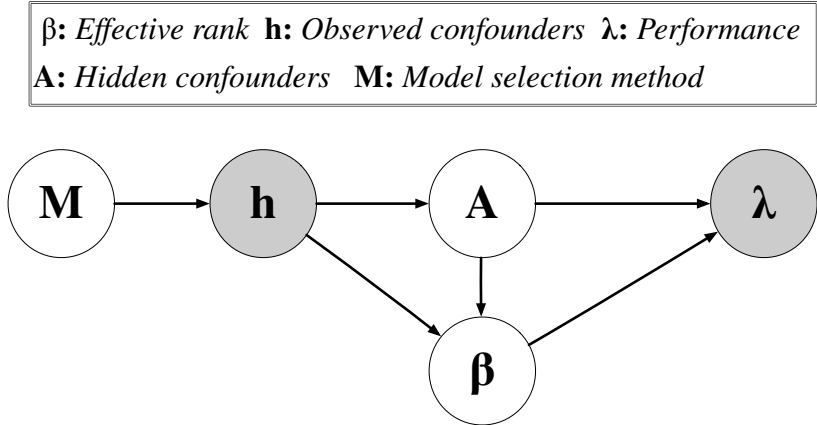 β: Effective rank h: Observed confounders λ: Performance
A: Hidden confounders M: Model selection method
M h A λ
β